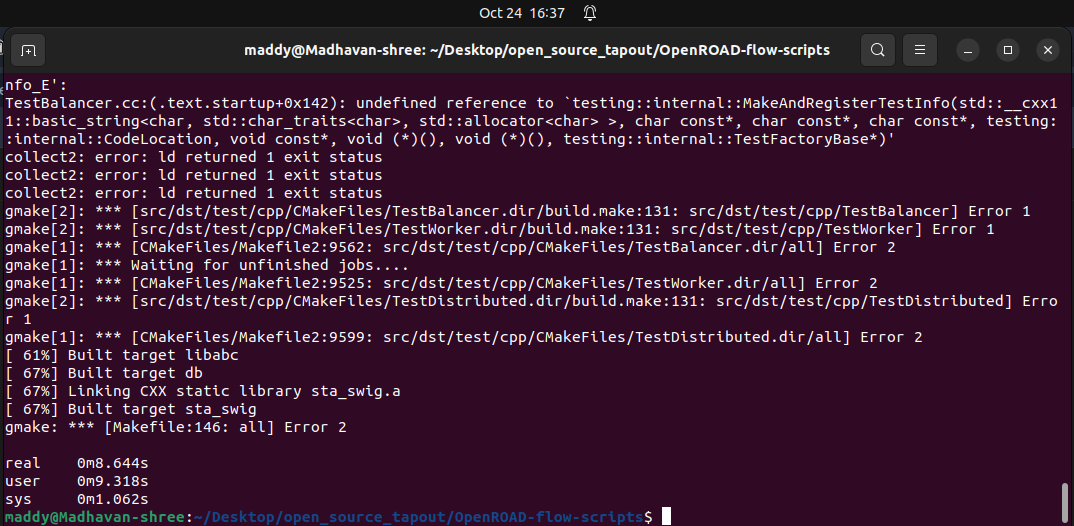 Oct 24 16:37
maddy@Madhavan-shree: ~/Desktop/open_source_tapout/OpenROAD-flow-scripts
nfo_E':
TestBalancer.cc:(.text.startup+0x142): undefined reference to `testing::internal::MakeAndRegisterTestInfo(std::__cxx1
1::basic_string<char, std::char_traits<char>, std::allocator<char> >, char const*, char const*, char const*, testing:
:internal::CodeLocation, void const*, void (*)(), void (*)(), testing::internal::TestFactoryBase*)'
collect2: error: ld returned 1 exit status
collect2: error: ld returned 1 exit status
collect2: error: ld returned 1 exit status
gmake[2]: *** [src/dst/test/cpp/CMakeFiles/TestBalancer.dir/build.make:131: src/dst/test/cpp/TestBalancer] Error 1
gmake[2]: *** [src/dst/test/cpp/CMakeFiles/TestWorker.dir/build.make:131: src/dst/test/cpp/TestWorker] Error 1
gmake[1]: *** [CMakeFiles/Makefile2:9562: src/dst/test/cpp/CMakeFiles/TestBalancer.dir/all] Error 2
gmake[1]: *** Waiting for unfinished jobs....
gmake[1]: *** [CMakeFiles/Makefile2:9525: src/dst/test/cpp/CMakeFiles/TestWorker.dir/all] Error 2
gmake[2]: *** [src/dst/test/cpp/CMakeFiles/TestDistributed.dir/build.make:131: src/dst/test/cpp/TestDistributed] Erro
r 1
gmake[1]: *** [CMakeFiles/Makefile2:9599: src/dst/test/cpp/CMakeFiles/TestDistributed.dir/all] Error 2
[ 61%] Built target libabc
[ 67%] Built target db
[ 67%] Linking CXX static library sta_swig.a
[ 67%] Built target sta_swig
gmake: *** [Makefile:146: all] Error 2
real 0m8.644s
user 0m9.318s
sys 0m1.062s
maddy@Madhavan-shree:~/Desktop/open_source_tapout/OpenROAD-flow-scripts$